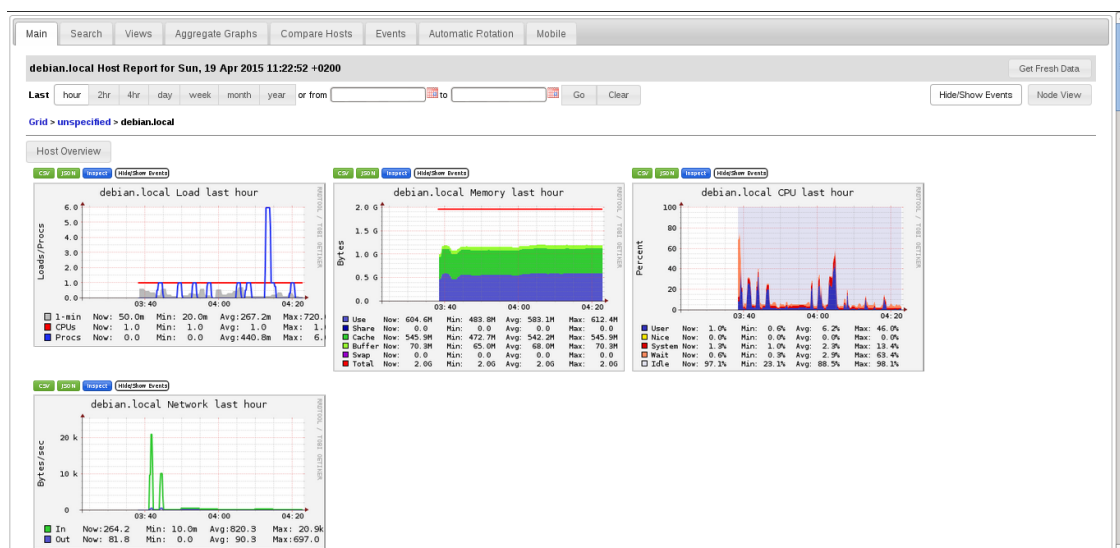 Main Search Views Aggregate Graphs Compare Hosts Events Automatic Rotation Mobile
debian.local Host Report for Sun, 19 Apr 2015 11:22:52 +0200 Get Fresh Data
Last hour 2hr 4hr day week month year or from to Go Clear Hide/Show Events Node View
Grid > unspecified > debian.local
Host Overview
CSV JSON Inspect Hide/Show Events
debian.local Load last hour
RRDTOOL / TOBI OETIKER
Loads/Procs
6.0
5.0
4.0
3.0
2.0
1.0
0.0
03:40 04:00 04:20
1-min Now: 50.0m Min: 20.0m Avg:267.2m Max:720.
CPUs Now: 1.0 Min: 1.0 Avg: 1.0 Max: 1.
Procs Now: 0.0 Min: 0.0 Avg:440.8m Max: 6.
CSV JSON Inspect Hide/Show Events
debian.local Memory last hour
RRDTOOL / TOBI OETIKER
Bytes
2.0 G
1.5 G
1.0 G
0.5 G
0.0
03:40 04:00 04:20
Use Now: 604.6M Min: 483.8M Avg: 583.1M Max: 612.4M
Share Now: 0.0 Min: 0.0 Avg: 0.0 Max: 0.0
Cache Now: 545.9M Min: 472.7M Avg: 542.2M Max: 545.9M
Buffer Now: 70.3M Min: 65.0M Avg: 68.0M Max: 70.3M
Swap Now: 0.0 Min: 0.0 Avg: 0.0 Max: 0.0
Total Now: 2.0G Min: 2.0G Avg: 2.0G Max: 2.0G
CSV JSON Inspect Hide/Show Events
debian.local CPU last hour
RRDTOOL / TOBI OETIKER
Percent
100
80
60
40
20
0
03:40 04:00 04:20
User Now: 1.0% Min: 0.6% Avg: 6.2% Max: 46.0%
Nice Now: 0.0% Min: 0.0% Avg: 0.0% Max: 0.0%
System Now: 1.3% Min: 1.0% Avg: 2.3% Max: 13.4%
Wait Now: 0.6% Min: 0.3% Avg: 2.9% Max: 63.4%
Idle Now: 97.1% Min: 23.1% Avg: 88.5% Max: 98.1%
CSV JSON Inspect Hide/Show Events
debian.local Network last hour
RRDTOOL / TOBI OETIKER
Bytes/sec
20 k
10 k
0
03:40 04:00 04:20
In Now:264.2 Min: 10.0m Avg:820.3 Max: 20.9k
Out Now: 81.8 Min: 0.0 Avg: 90.3 Max:697.0